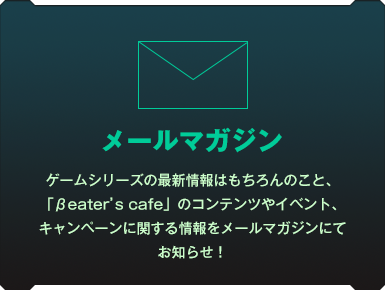 メールマガジン
ゲームシリーズの最新情報はもちろんのこと、
「βeater's cafe」のコンテンツやイベント、
キャンペーンに関する情報をメールマガジンにて
お知らせ！